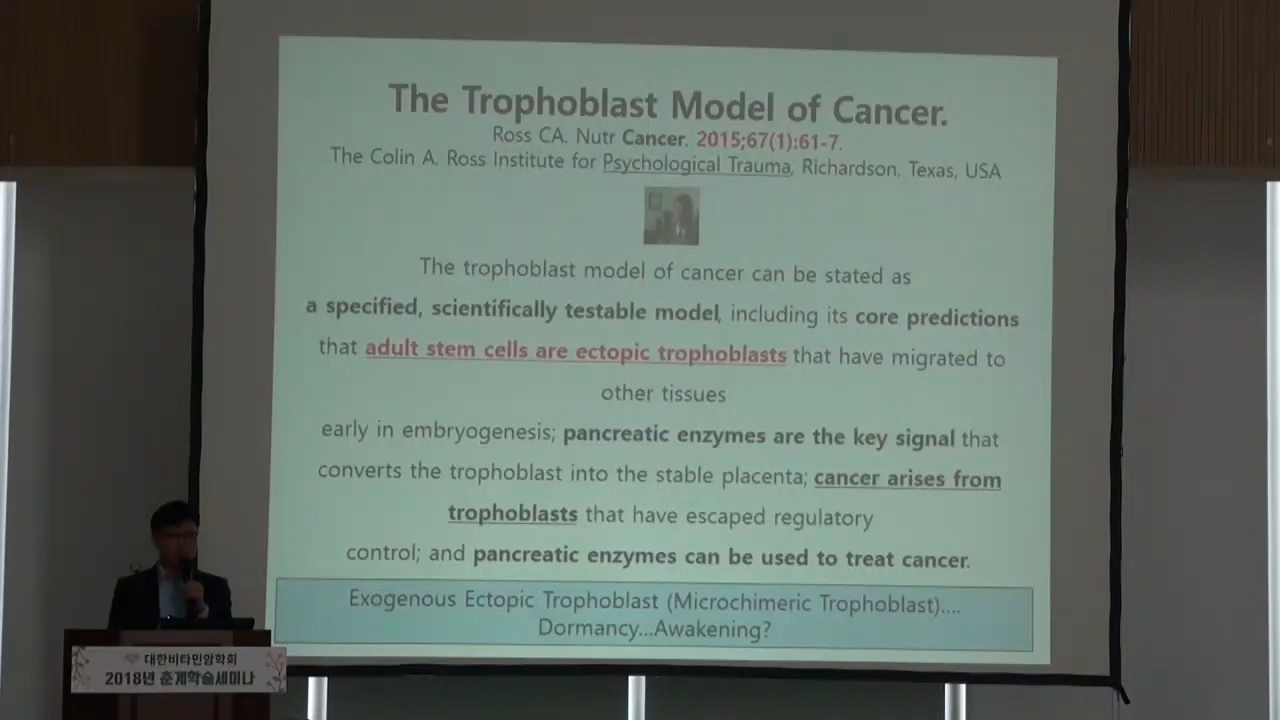 The Trophoblast Model of Cancer.
Ross CA. Nutr Cancer. 2015;67(1):61-7.
The Colin A. Ross Institute for Psychological Trauma, Richardson, Texas, USA
The trophoblast model of cancer can be stated as
a specified, scientifically testable model, including its core predictions
that adult stem cells are ectopic trophoblasts that have migrated to
other tissues
early in embryogenesis; pancreatic enzymes are the key signal that
converts the trophoblast into the stable placenta; cancer arises from
trophoblasts that have escaped regulatory
control; and pancreatic enzymes can be used to treat cancer.
Exogenous Ectopic Trophoblast (Microchimeric Trophoblast)....
Dormancy...Awakening?
대한비타민암학회
2018년 춘계학술세미나